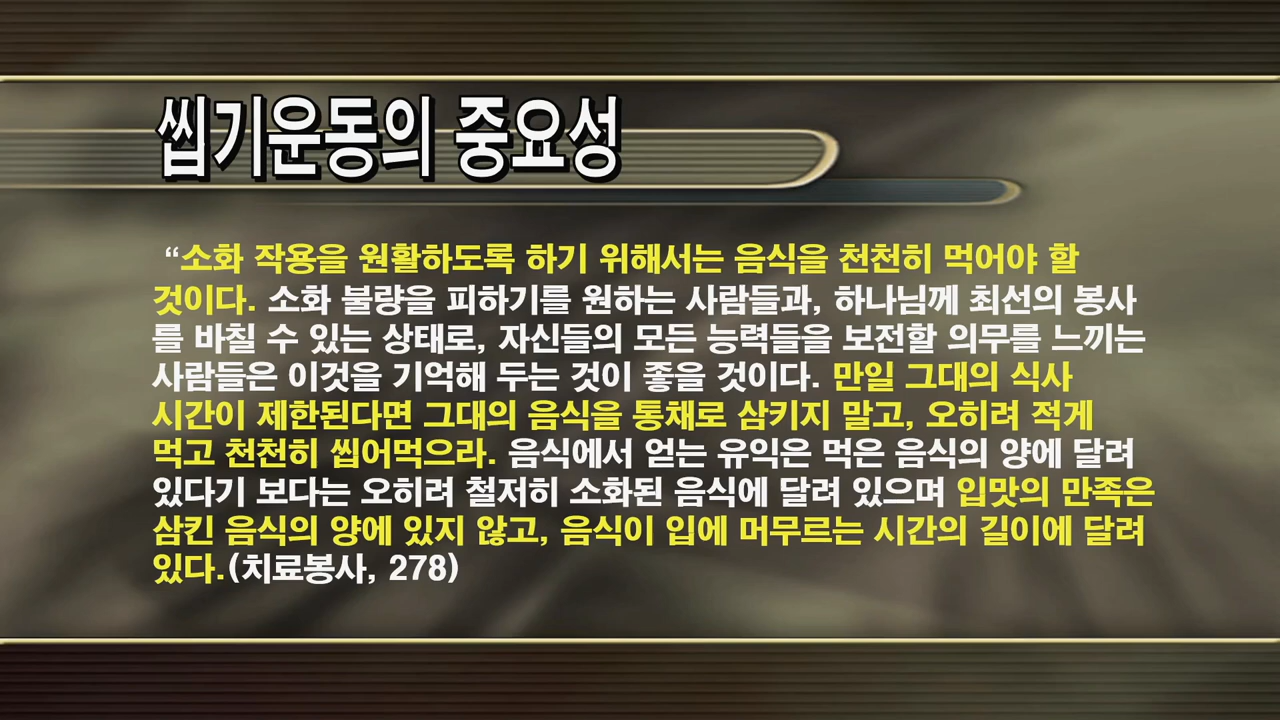 씹기운동의 중요성
“소화 작용을 원활하도록 하기 위해서는 음식을 천천히 먹어야 할
것이다. 소화 불량을 피하기를 원하는 사람들과, 하나님께 최선의 봉사
를 바칠 수 있는 상태로, 자신들의 모든 능력들을 보전할 의무를 느끼는
사람들은 이것을 기억해 두는 것이 좋을 것이다. 만일 그대의 식사
시간이 제한된다면 그대의 음식을 통채로 삼키지 말고, 오히려 적게
먹고 천천히 씹어먹으라. 음식에서 얻는 유익은 먹은 음식의 양에 달려
있다기 보다는 오히려 철저히 소화된 음식에 달려 있으며 입맛의 만족은
삼킨 음식의 양에 있지 않고, 음식이 입에 머무르는 시간의 길이에 달려
있다.(치료봉사, 278)